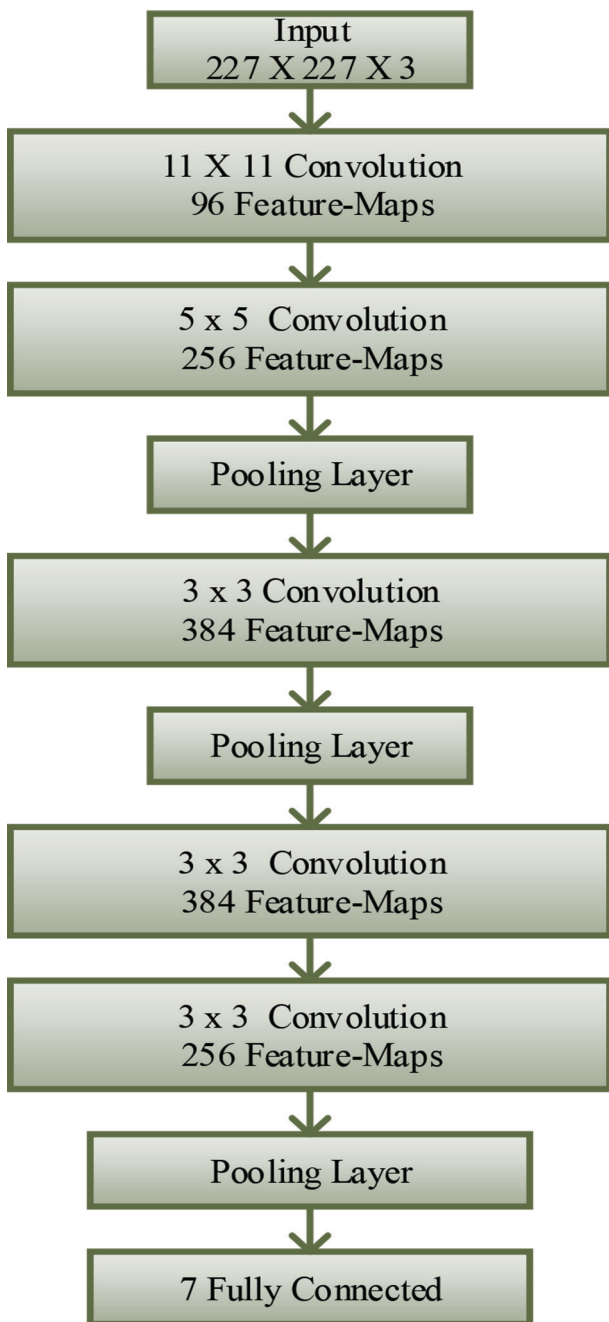 Input
227 X 227 X 3
11 X 11 Convolution
96 Feature-Maps
5 x 5 Convolution
256 Feature-Maps
Pooling Layer
3 x 3 Convolution
384 Feature-Maps
Pooling Layer
3 x 3 Convolution
384 Feature-Maps
3 x 3 Convolution
256 Feature-Maps
Pooling Layer
7 Fully Connected